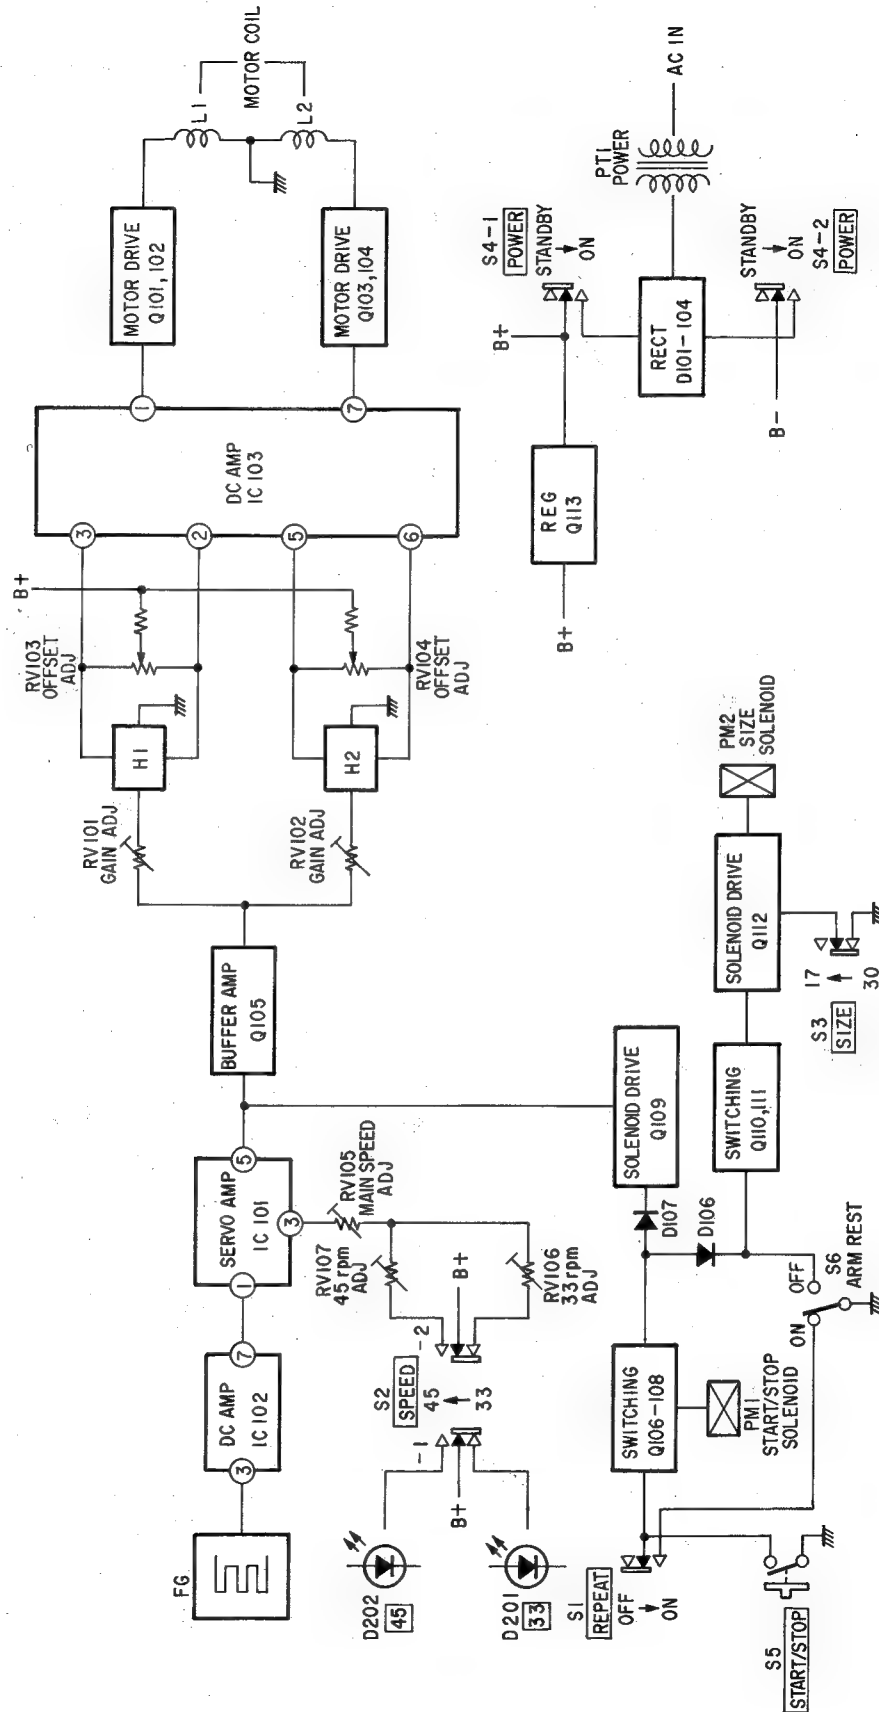 FG
3
DC AMP
IC 102
7
1
SERVO AMP
IC 101
5
3
BUFFER AMP
Q105
RV101
GAIN ADJ
RV102
GAIN ADJ
H1
H2
RV103
OFFSET
ADJ
RV104
OFFSET
ADJ
B+
3
2
5
6
DC AMP
IC 103
1
7
MOTOR DRIVE
Q101, 102
MOTOR DRIVE
Q103, 104
L1
L2
MOTOR COIL
D202
45
D201
33
S2
SPEED
-1
-2
45
33
B+
B+
RV107
45 rpm
ADJ
RV105
MAIN SPEED
ADJ
RV106
33 rpm
ADJ
S1
REPEAT
OFF
ON
S5
START/STOP
SWITCHING
Q106-108
PM1
START/STOP
SOLENOID
D107
D106
SOLENOID DRIVE
Q109
ON
OFF
S6
ARM REST
SWITCHING
Q110, 111
SOLENOID DRIVE
Q112
S3
SIZE
17
30
PM2
SIZE
SOLENOID
B+
REG
Q113
B+
S4-1
POWER
STANDBY
ON
RECT
D101-104
PT1
POWER
AC IN
B-
STANDBY
ON
S4-2
POWER